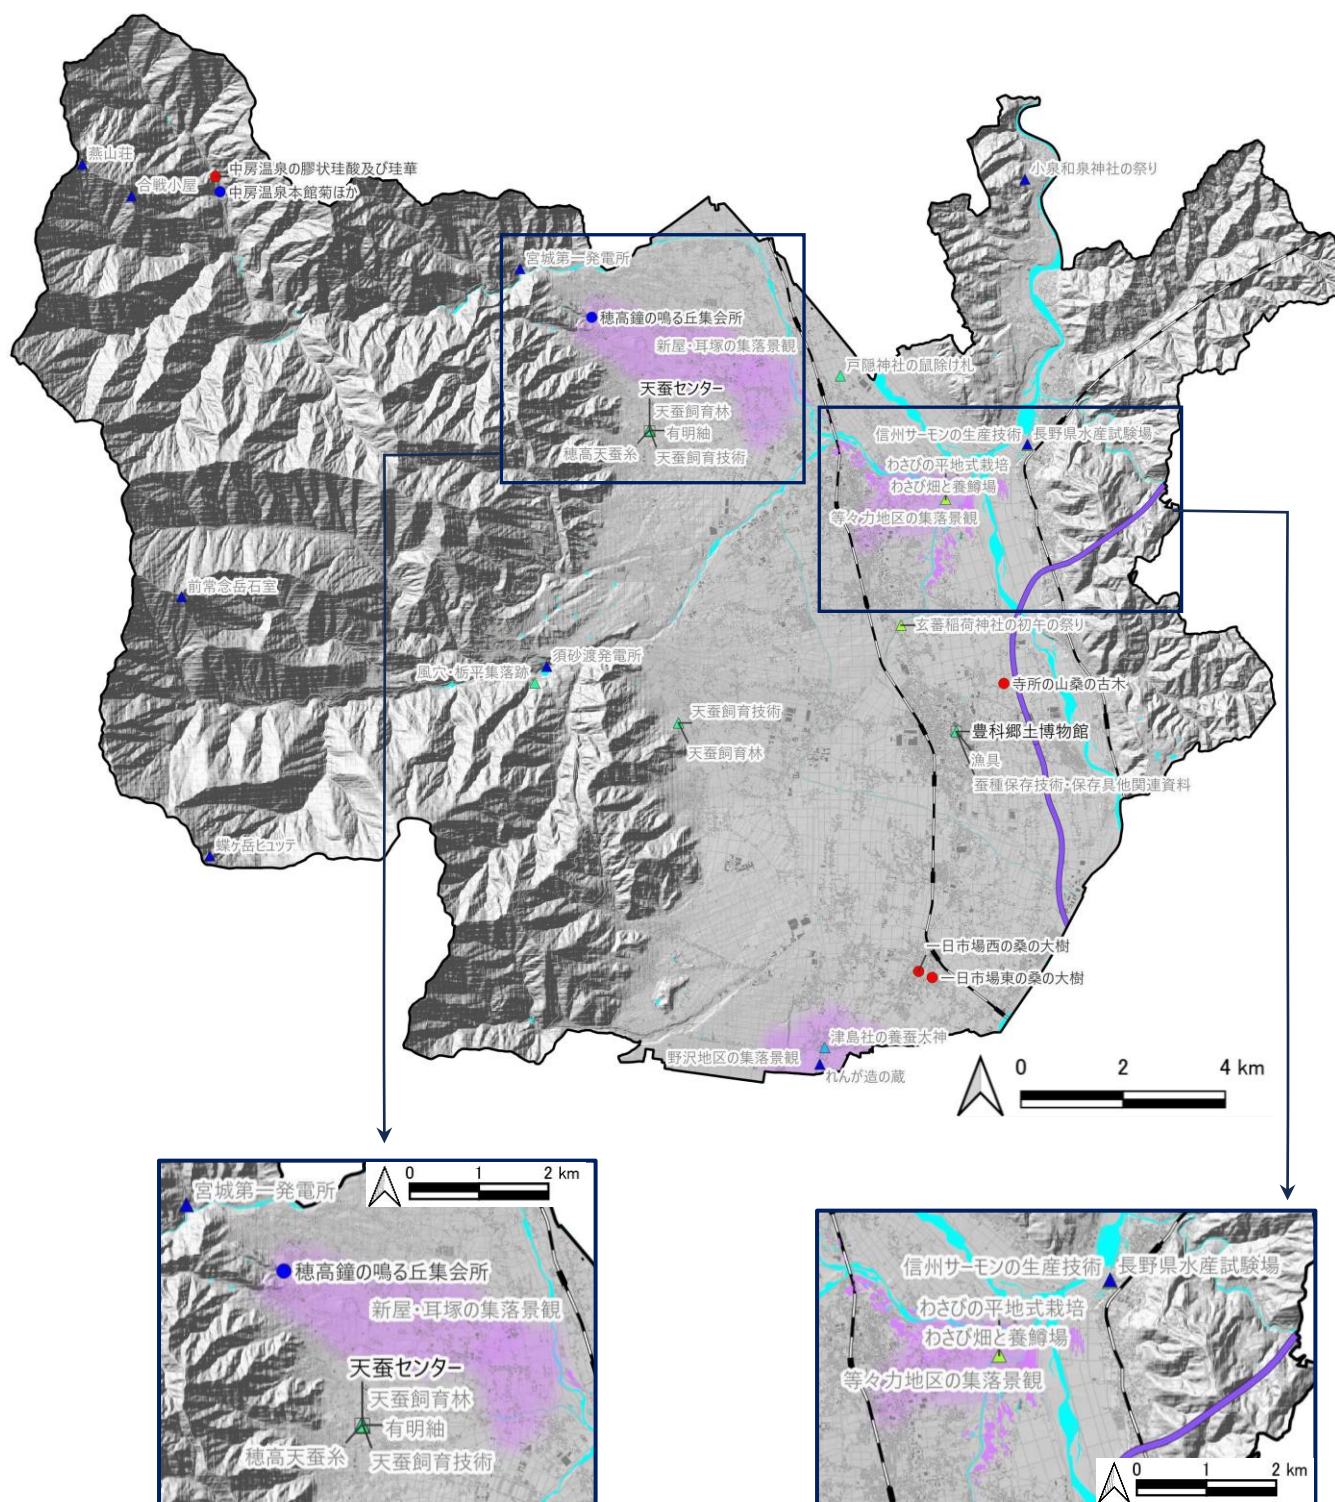 燕山荘
合戦小屋
中房温泉の膠状珪酸及び珪華
中房温泉本館菊ほか
小泉和泉神社の祭り
宮城第一発電所
穂高鐘の鳴る丘集会所
新屋・耳塚の集落景観
戸隠神社の鼠除け札
天蚕センター
天蚕飼育林
有明紬
穂高天蚕糸
天蚕飼育技術
信州サーモンの生産技術
長野県水産試験場
わさびの平地式栽培
わさび畑と養鱒場
等々力地区の集落景観
前常念岳石室
玄蕃稲荷神社の初午の祭り
須砂渡発電所
風穴・栃平集落跡
寺所の山桑の古木
天蚕飼育技術
天蚕飼育林
豊科郷土博物館
漁具
蚕種保存技術・保存具他関連資料
蝶ヶ岳ヒュッテ
一日市場西の桑の大樹
一日市場東の桑の大樹
津島社の養蚕大神
野沢地区の集落景観
れんが造の蔵
0 2 4 km
0 1 2 km
宮城第一発電所
穂高鐘の鳴る丘集会所
新屋・耳塚の集落景観
天蚕センター
天蚕飼育林
有明紬
穂高天蚕糸
天蚕飼育技術
信州サーモンの生産技術
長野県水産試験場
わさびの平地式栽培
わさび畑と養鱒場
等々力地区の集落景観
0 1 2 km